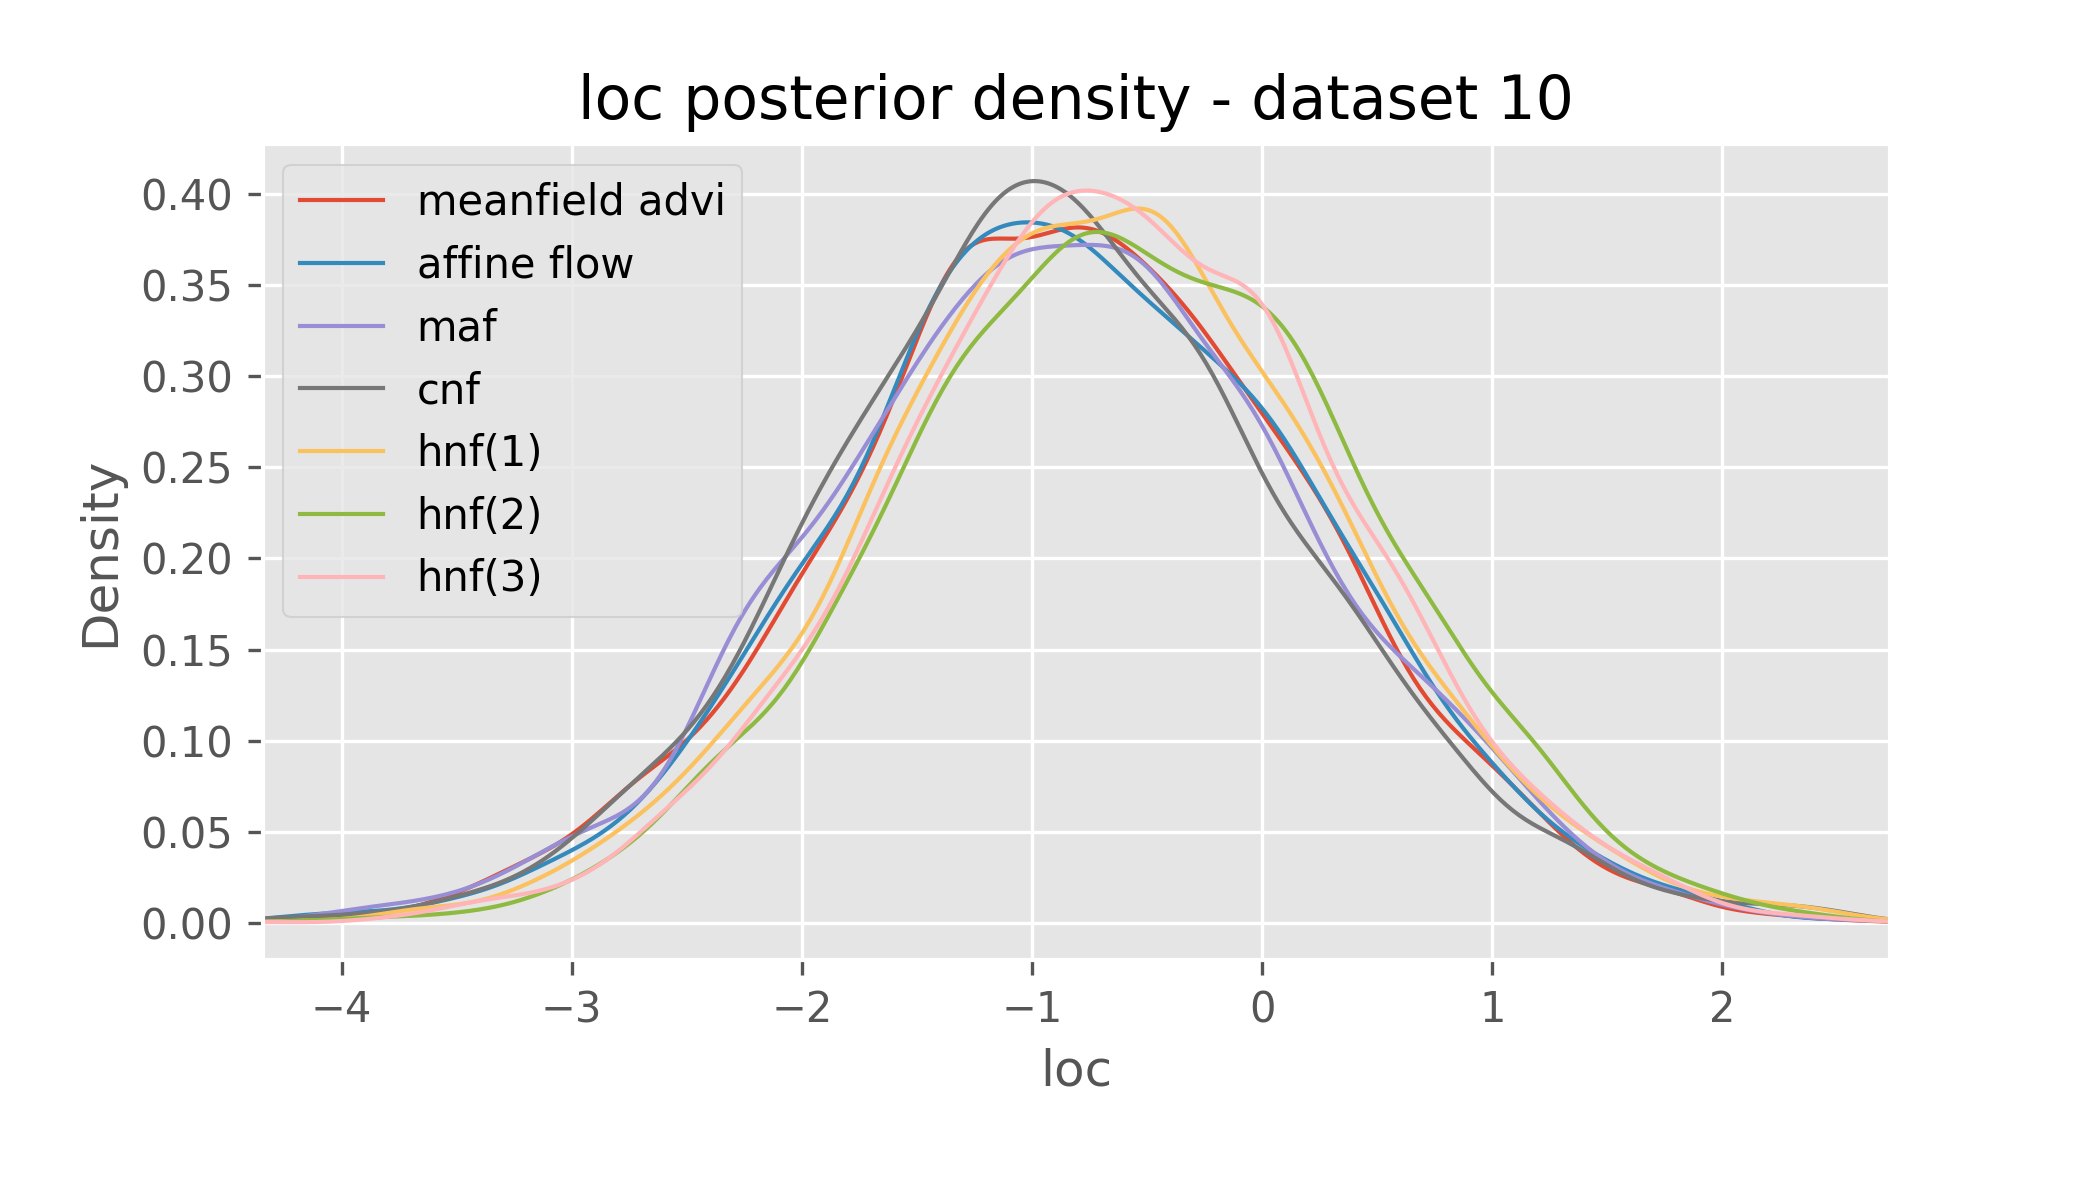 loc posterior density - dataset 10
meanfield advi
affine flow
maf
cnf
hnf(1)
hnf(2)
hnf(3)
Density
0.40
0.35
0.30
0.25
0.20
0.15
0.10
0.05
0.00
−4 −3 −2 −1 0 1 2
loc